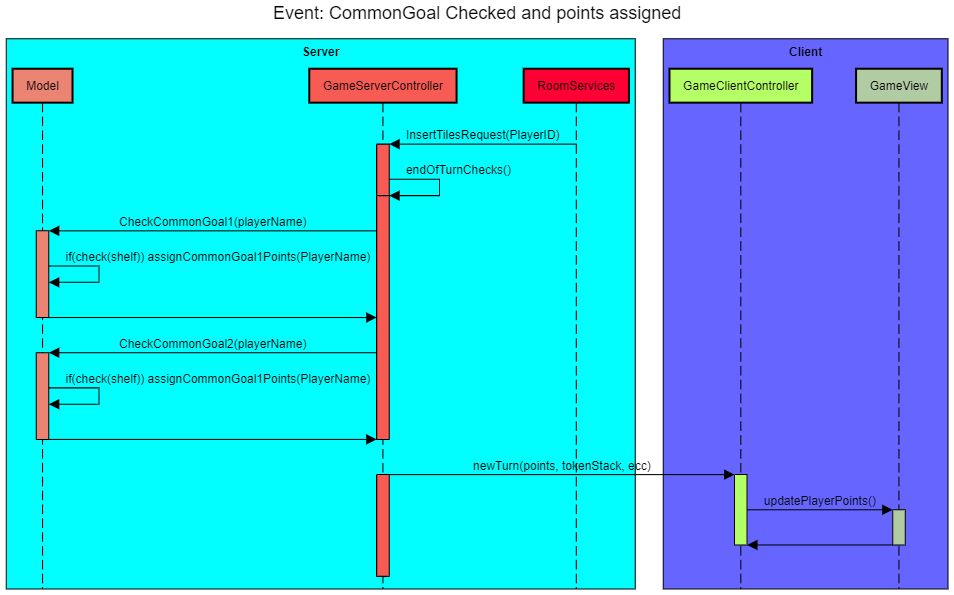 Event: CommonGoal Checked and points assigned
Server
Client
Model
GameServerController
RoomServices
GameClientController
GameView
InsertTilesRequest(PlayerID)
endOfTurnChecks()
CheckCommonGoal1(playerName)
if(check(shelf)) assignCommonGoal1Points(PlayerName)
CheckCommonGoal2(playerName)
if(check(shelf)) assignCommonGoal1Points(PlayerName)
newTurn(points, tokenStack, ecc)
updatePlayerPoints()